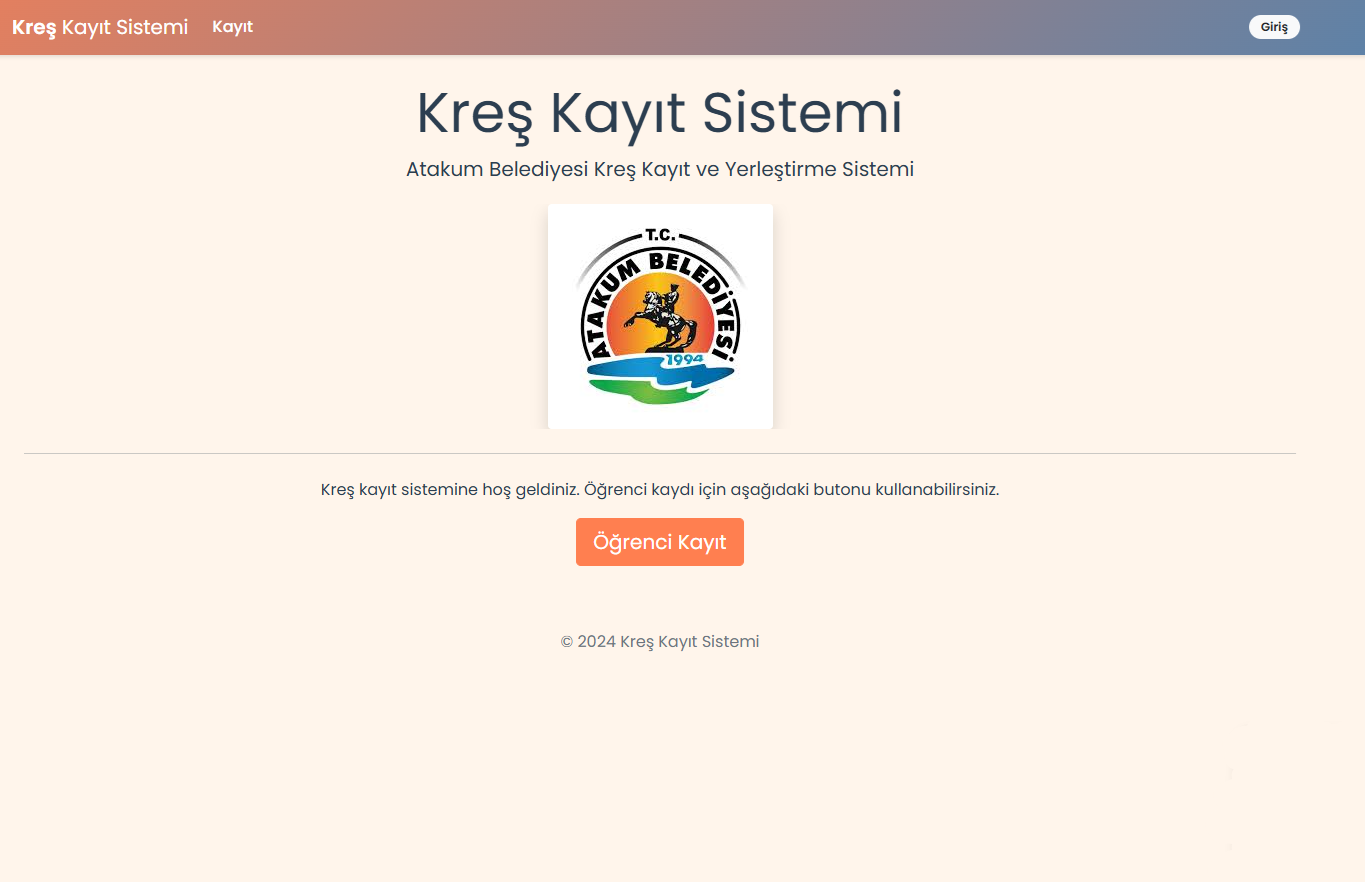 Kreş Kayıt Sistemi Kayıt Giriş
Kreş Kayıt Sistemi
Atakum Belediyesi Kreş Kayıt ve Yerleştirme Sistemi
T.C.
ATAKUM BELEDİYESİ
1994
Kreş kayıt sistemine hoş geldiniz. Öğrenci kaydı için aşağıdaki butonu kullanabilirsiniz.
Öğrenci Kayıt
© 2024 Kreş Kayıt Sistemi